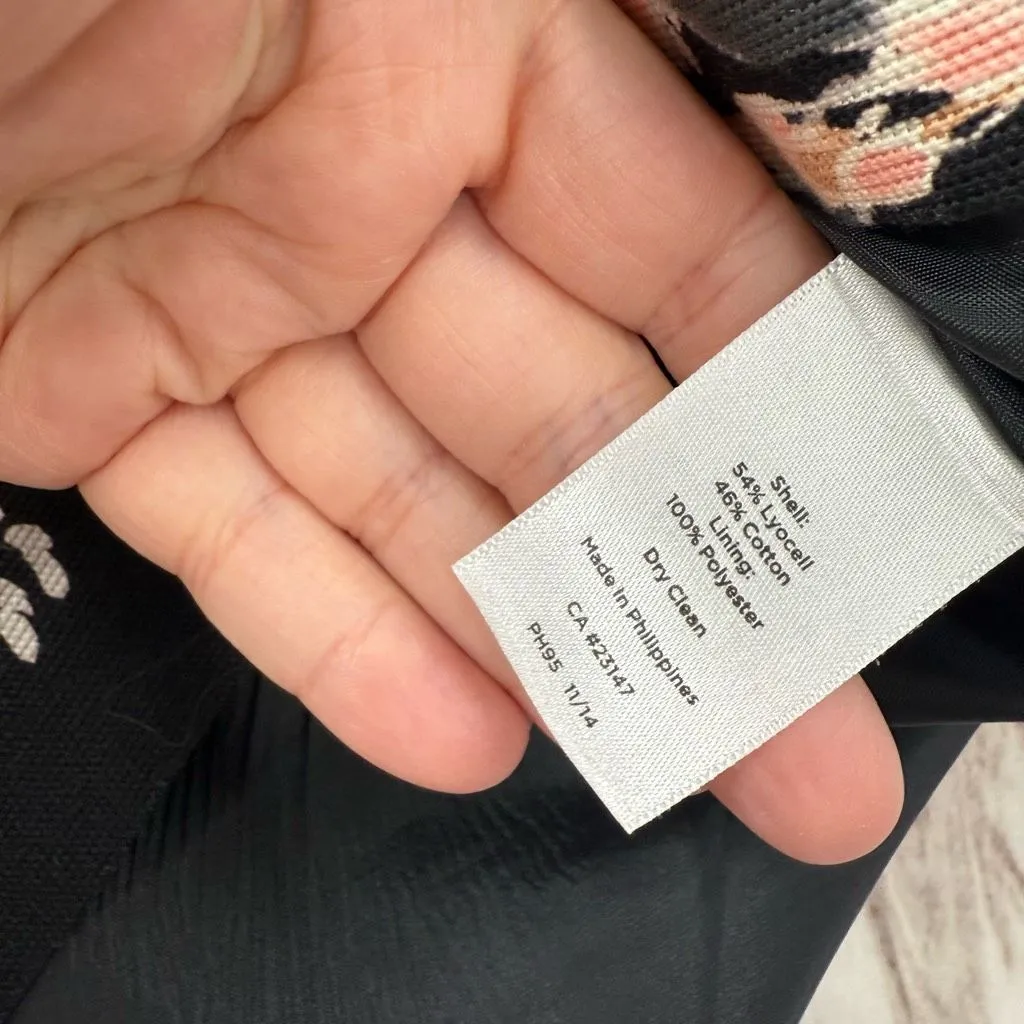 Shell:
54% Lyocell
46% Cotton
Lining:
100% Polyester
Dry Clean
Made in Philippines
CA #23147
PH95 11/14